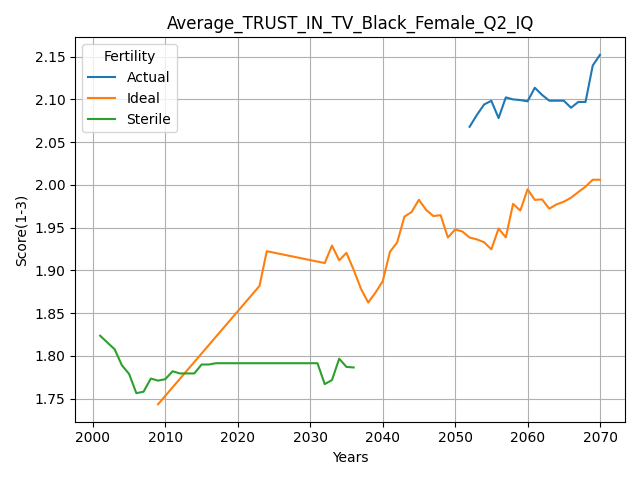 Average_TRUST_IN_TV_Black_Female_Q2_IQ
Fertility
Actual
Ideal
Sterile
Score(1-3)
2.15
2.10
2.05
2.00
1.95
1.90
1.85
1.80
1.75
2000 2010 2020 2030 2040 2050 2060 2070
Years